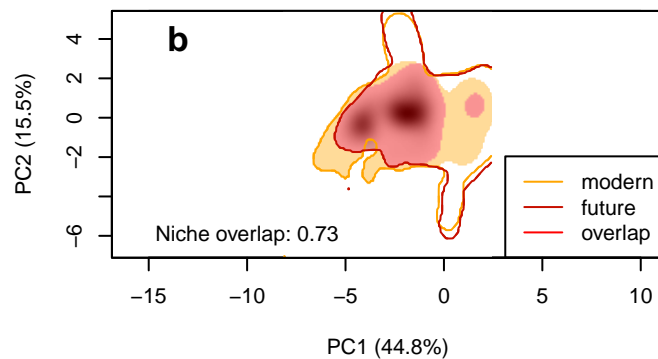 b
4
2
0
−2
−6
PC2 (15.5%)
Niche overlap: 0.73
modern
future
overlap
−15
−10
−5
0
5
10
PC1 (44.8%)